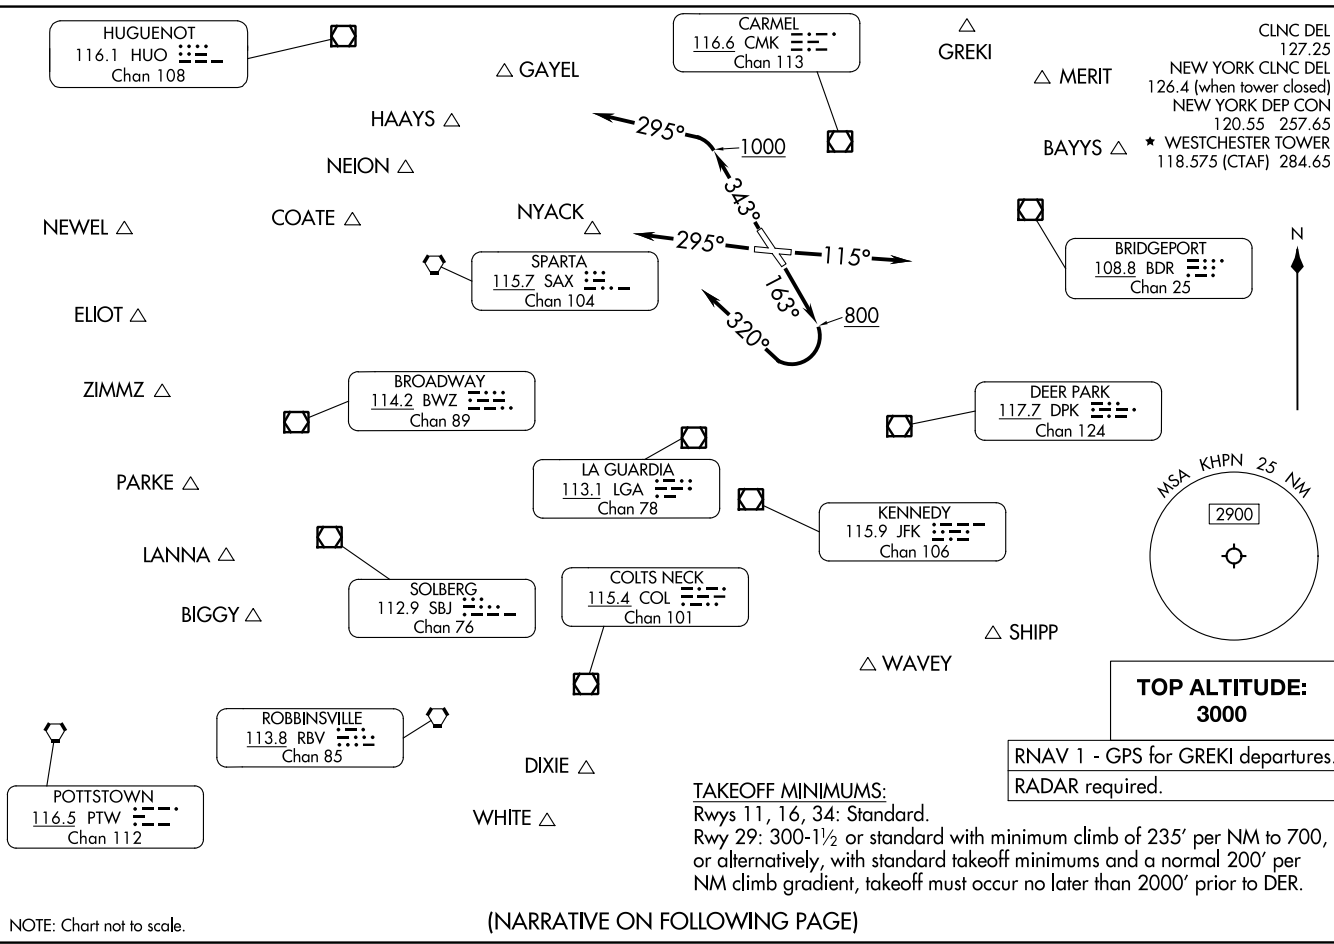 HUGUENOT
116.1 HUO
Chan 108
GAYEL
CARMEL
116.6 CMK
Chan 113
GREKI
MERIT
BAYYS
CLNC DEL
127.25
NEW YORK CLNC DEL
126.4 (when tower closed)
NEW YORK DEP CON
120.55 257.65
WESTCHESTER TOWER
118.575 (CTAF) 284.65
HAAYS
NEION
COATE
NEWEL
NYACK
295°
1000
343°
295°
115°
163°
800
320°
SPARTA
115.7 SAX
Chan 104
BRIDGEPORT
108.8 BDR
Chan 25
N
ELIOT
ZIMMZ
BROADWAY
114.2 BWZ
Chan 89
DEER PARK
117.7 DPK
Chan 124
PARKE
LA GUARDIA
113.1 LGA
Chan 78
KENNEDY
115.9 JFK
Chan 106
MSA KHPN 25 NM
2900
LANNA
BIGGY
SOLBERG
112.9 SBJ
Chan 76
COLTS NECK
115.4 COL
Chan 101
SHIPP
WAVEY
ROBBINSVILLE
113.8 RBV
Chan 85
POTTSTOWN
116.5 PTW
Chan 112
DIXIE
WHITE
TOP ALTITUDE:
3000
RNAV 1 - GPS for GREKI departures.
RADAR required.
TAKEOFF MINIMUMS:
Rwys 11, 16, 34: Standard.
Rwy 29: 300-1½ or standard with minimum climb of 235' per NM to 700,
or alternatively, with standard takeoff minimums and a normal 200' per
NM climb gradient, takeoff must occur no later than 2000' prior to DER.
NOTE: Chart not to scale.
(NARRATIVE ON FOLLOWING PAGE)